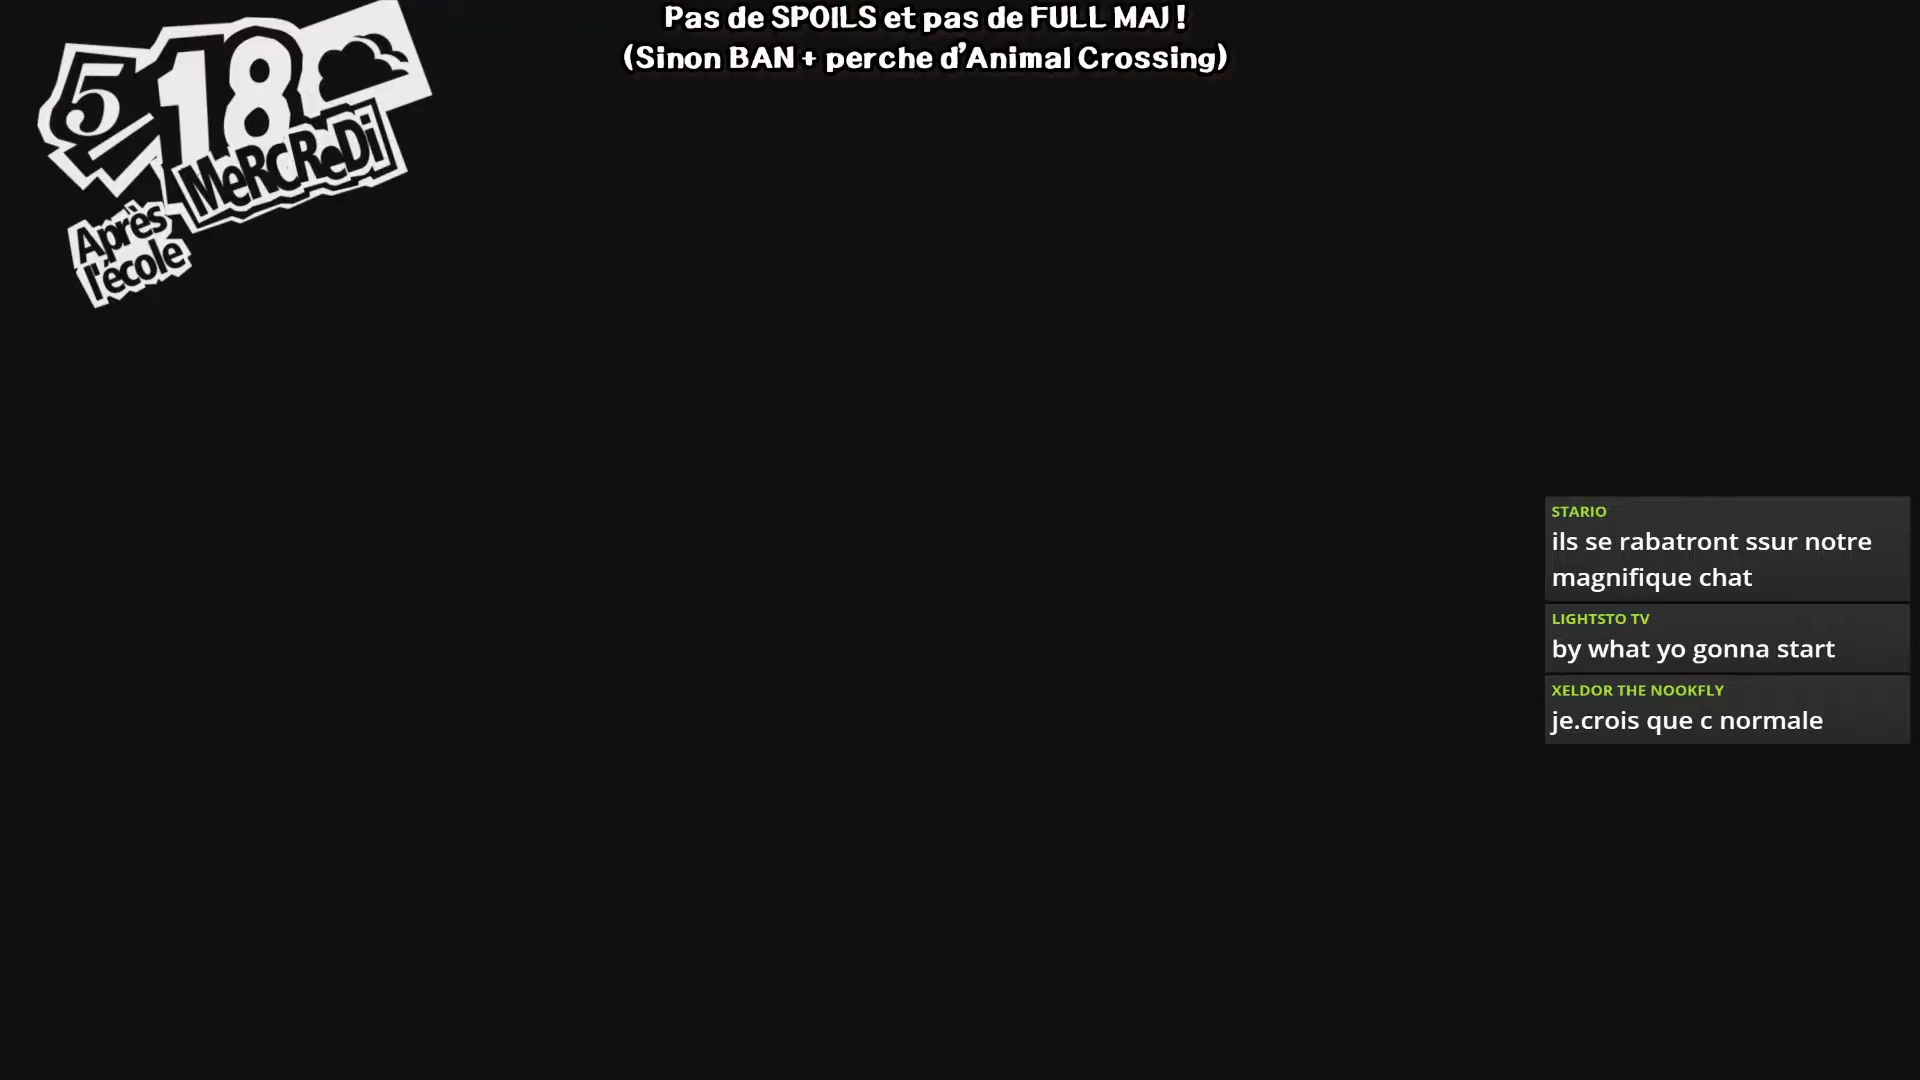 Pas de SPOILS et pas de FULL MAJ !
(Sinon BAN + perche d'Animal Crossing)
5/18
MeRCReDi
Après
l'école
STARIO
ils se rabatront ssur notre
magnifique chat
LIGHTSTO TV
by what yo gonna start
XELDOR THE NOOKFLY
je.crois que c normale